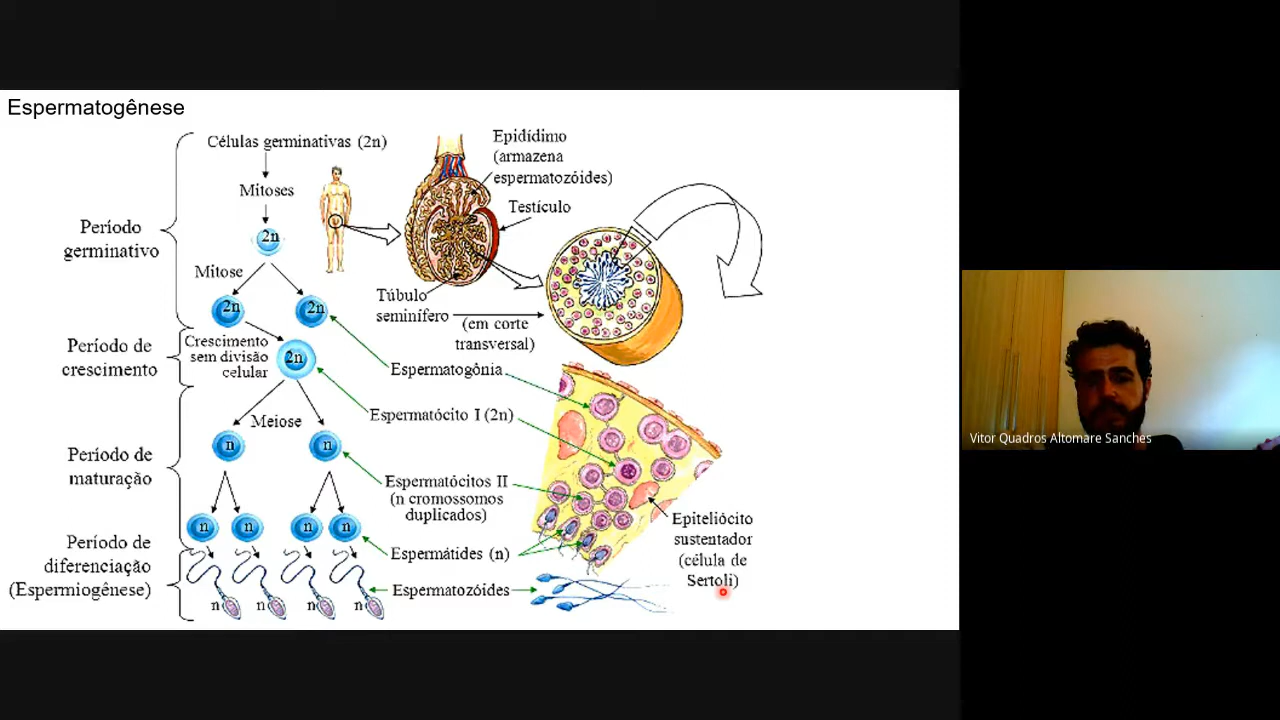 Espermatogênese
Células germinativas (2n)
Mitoses
2n
Período
germinativo
Mitose
2n
2n
Epidídimo
(armazena
espermatozóides)
Testículo
Túbulo
seminífero
(em corte
transversal)
Período de
crescimento
Crescimento
sem divisão
celular
2n
Espermatogônia
Espermatócito I (2n)
Período de
maturação
Meiose
n
n
Espermatócitos II
(n cromossomos
duplicados)
n
n
n
n
Espermátides (n)
Epiteliócito
sustentador
(célula de
Sertoli)
Período de
diferenciação
(Espermiogênese)
n
n
n
n
Espermatozóides
Vitor Quadros Altomare Sanches